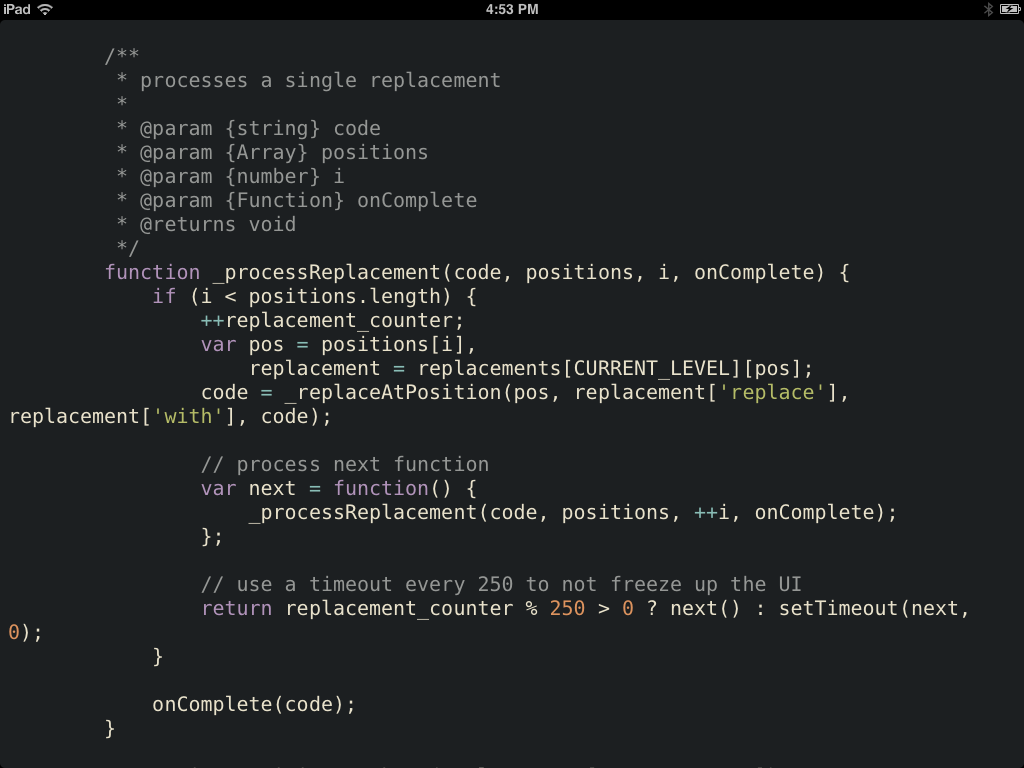 iPad 4:53 PM
/**
* processes a single replacement
*
* @param {string} code
* @param {Array} positions
* @param {number} i
* @param {Function} onComplete
* @returns void
*/
function _processReplacement(code, positions, i, onComplete) {
if (i < positions.length) {
++replacement_counter;
var pos = positions[i],
replacement = replacements[CURRENT_LEVEL][pos];
code = _replaceAtPosition(pos, replacement['replace'],
replacement['with'], code);
// process next function
var next = function() {
_processReplacement(code, positions, ++i, onComplete);
};
// use a timeout every 250 to not freeze up the UI
return replacement_counter % 250 > 0 ? next() : setTimeout(next,
0);
}
onComplete(code);
}